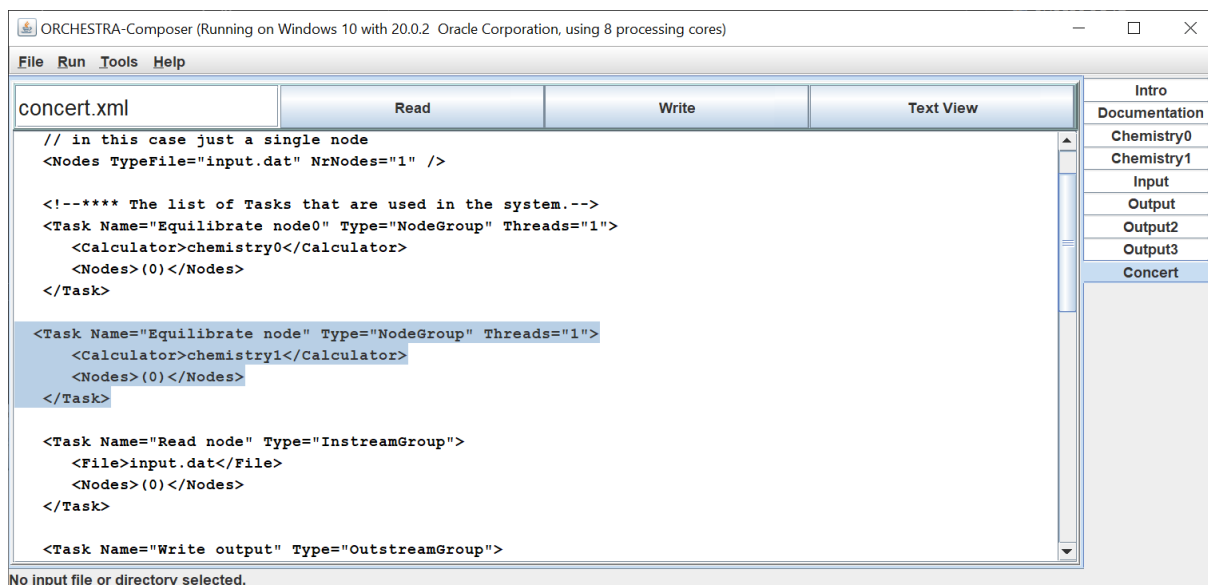 ORCHESTRA-Composer (Running on Windows 10 with 20.0.2  Oracle Corporation, using 8 processing cores)
File Run Tools Help
concert.xml Read Write Text View
// in this case just a single node
<Nodes TypeFile="input.dat" NrNodes="1" />
<!--**** The list of Tasks that are used in the system.-->
<Task Name="Equilibrate node0" Type="NodeGroup" Threads="1">
<Calculator>chemistry0</Calculator>
<Nodes>(0)</Nodes>
</Task>
<Task Name="Equilibrate node" Type="NodeGroup" Threads="1">
<Calculator>chemistry1</Calculator>
<Nodes>(0)</Nodes>
</Task>
<Task Name="Read node" Type="InstreamGroup">
<File>input.dat</File>
<Nodes>(0)</Nodes>
</Task>
<Task Name="Write output" Type="OutstreamGroup">
Intro
Documentation
Chemistry0
Chemistry1
Input
Output
Output2
Output3
Concert
No input file or directory selected.